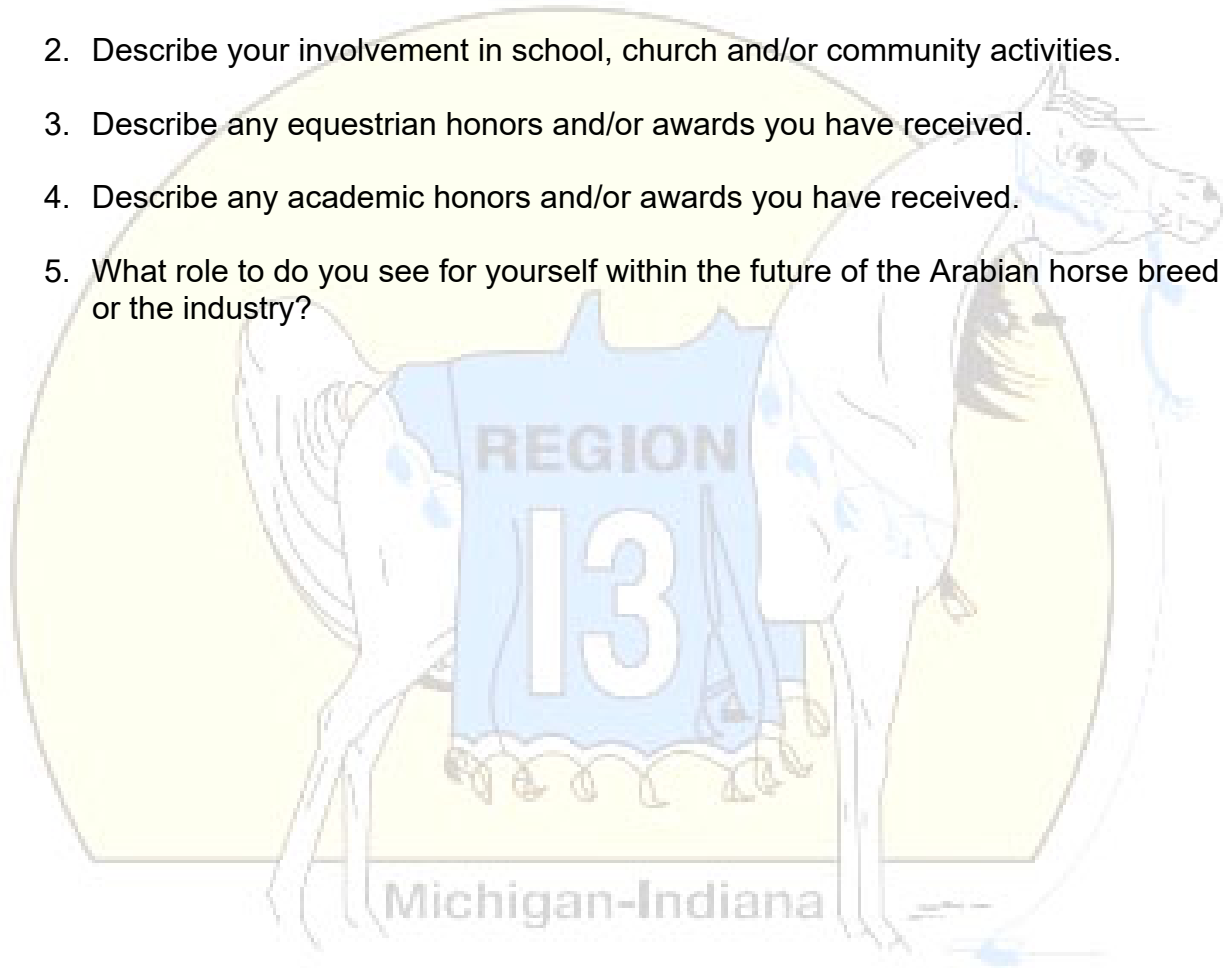 2. Describe your involvement in school, church and/or community activities.
3. Describe any equestrian honors and/or awards you have received.
4. Describe any academic honors and/or awards you have received.
5. What role to do you see for yourself within the future of the Arabian horse breed
or the industry?
REGION
13
Michigan-Indiana